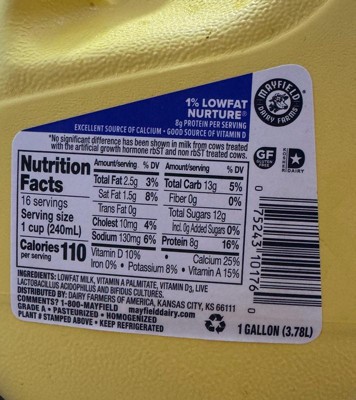 1% LOWFAT
NURTURE®
8g PROTEIN PER SERVING
EXCELLENT SOURCE OF CALCIUM • GOOD SOURCE OF VITAMIN D
MAYFIELD
DAIRY FARMS
*No significant difference has been shown in milk from cows treated
with the artificial growth hormone rbST and non rbST treated cows.
GF
KOSHER
DAIRY
Nutrition
Facts
16 servings
Serving size
1 cup (240mL)
Calories 110
per serving
Amount/serving % DV
Total Fat 2.5g 3%
Sat Fat 1.5g 8%
Trans Fat 0g
Cholest 10mg 4%
Sodium 130mg 6%
Amount/serving % DV
Total Carb 13g 5%
Fiber 0g 0%
Total Sugars 12g
Incl. 0g Added Sugars 0%
Protein 8g 16%
Vitamin D 10% • Calcium 25%
Iron 0% • Potassium 8% • Vitamin A 15%
INGREDIENTS: LOWFAT MILK, VITAMIN A PALMITATE, VITAMIN D3, LIVE
LACTOBACILLUS ACIDOPHILUS AND BIFIDUS CULTURES.
DISTRIBUTED BY: DAIRY FARMERS OF AMERICA, KANSAS CITY, KS 66111
COMMENTS? 1-800-MAYFIELD mayfielddairy.com
GRADE A • PASTEURIZED • HOMOGENIZED
PLANT # STAMPED ABOVE • KEEP REFRIGERATED
1 GALLON (3.78L)
0 75243 10176 0